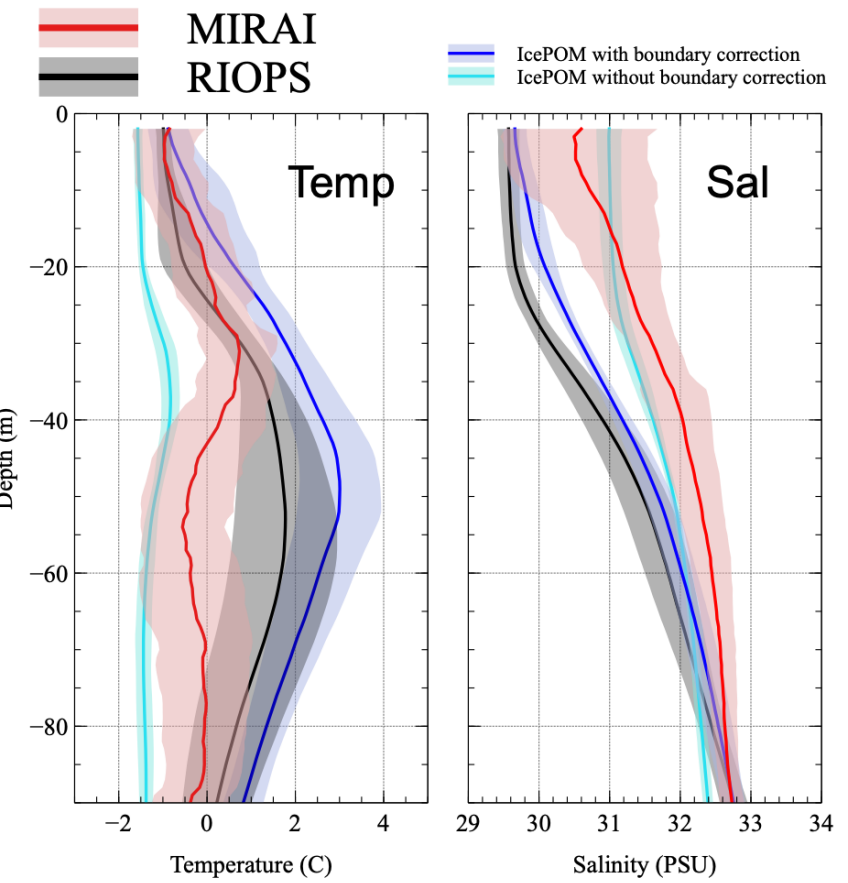 MIRAI
RIOPS
IcePOM with boundary correction
IcePOM without boundary correction
0
−20
−40
−60
−80
Depth (m)
Temp
Sal
−2 0 2 4
29 30 31 32 33 34
Temperature (C)
Salinity (PSU)